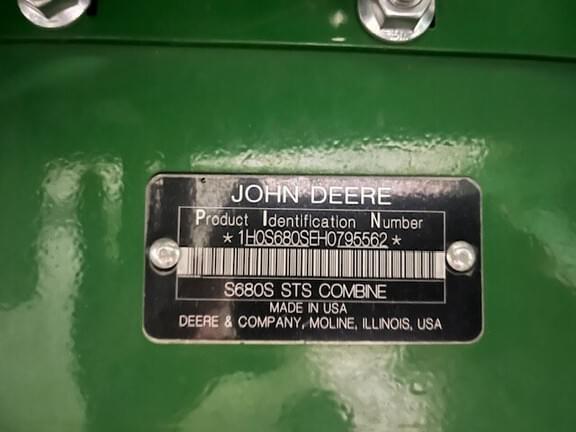 JOHN DEERE
Product Identification Number
*1H0S680SEH0795562*
S680S STS COMBINE
MADE IN USA
DEERE & COMPANY, MOLINE, ILLINOIS, USA